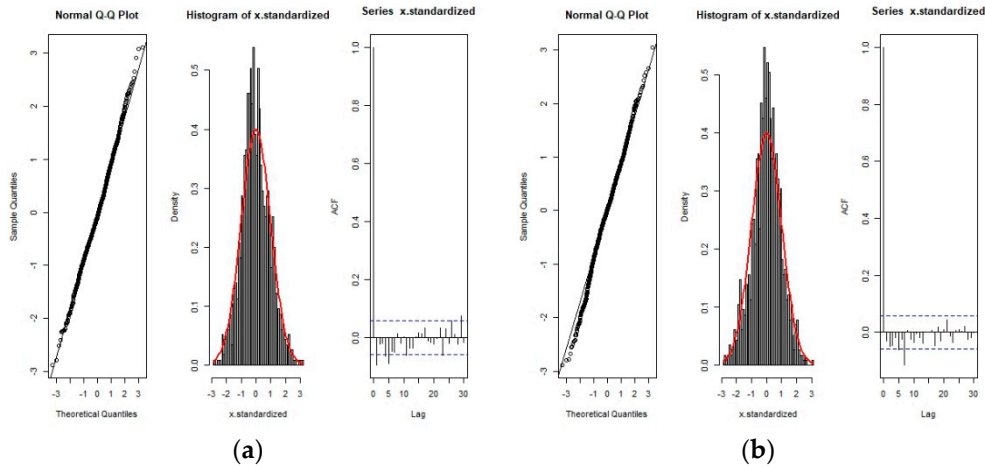 Normal Q-Q Plot
Sample Quantiles
3
2
1
0
-1
-2
-3
-3 -1 0 1 2 3
Theoretical Quantiles
Histogram of x.standardized
Density
0.5
0.4
0.3
0.2
0.1
0.0
-3 -2 -1 0 1 2 3
x.standardized
Series x.standardized
ACF
1.0
0.8
0.6
0.4
0.2
0.0
0 5 10 20 30
Lag
(a)
Normal Q-Q Plot
Sample Quantiles
3
2
1
0
-1
-2
-3
-3 -1 0 1 2 3
Theoretical Quantiles
Histogram of x.standardized
Density
0.5
0.4
0.3
0.2
0.1
0.0
-3 -2 -1 0 1 2 3
x.standardized
Series x.standardized
ACF
1.0
0.8
0.6
0.4
0.2
0.0
0 5 10 20 30
Lag
(b)